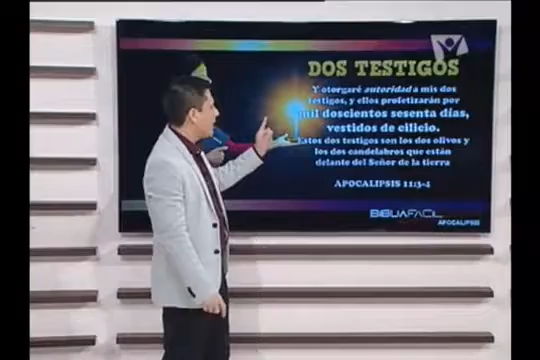 DOS TESTIGOS
Y otorgaré autoridad a mis dos
testigos, y ellos profetizarán por
mil doscientos sesenta días,
vestidos de cilicio.
Estos dos testigos son los dos olivos y
los dos candelabros que están
delante del Señor de la tierra
APOCALIPSIS 11:3-4
BIBLIAFACIL
APOCALIPSIS